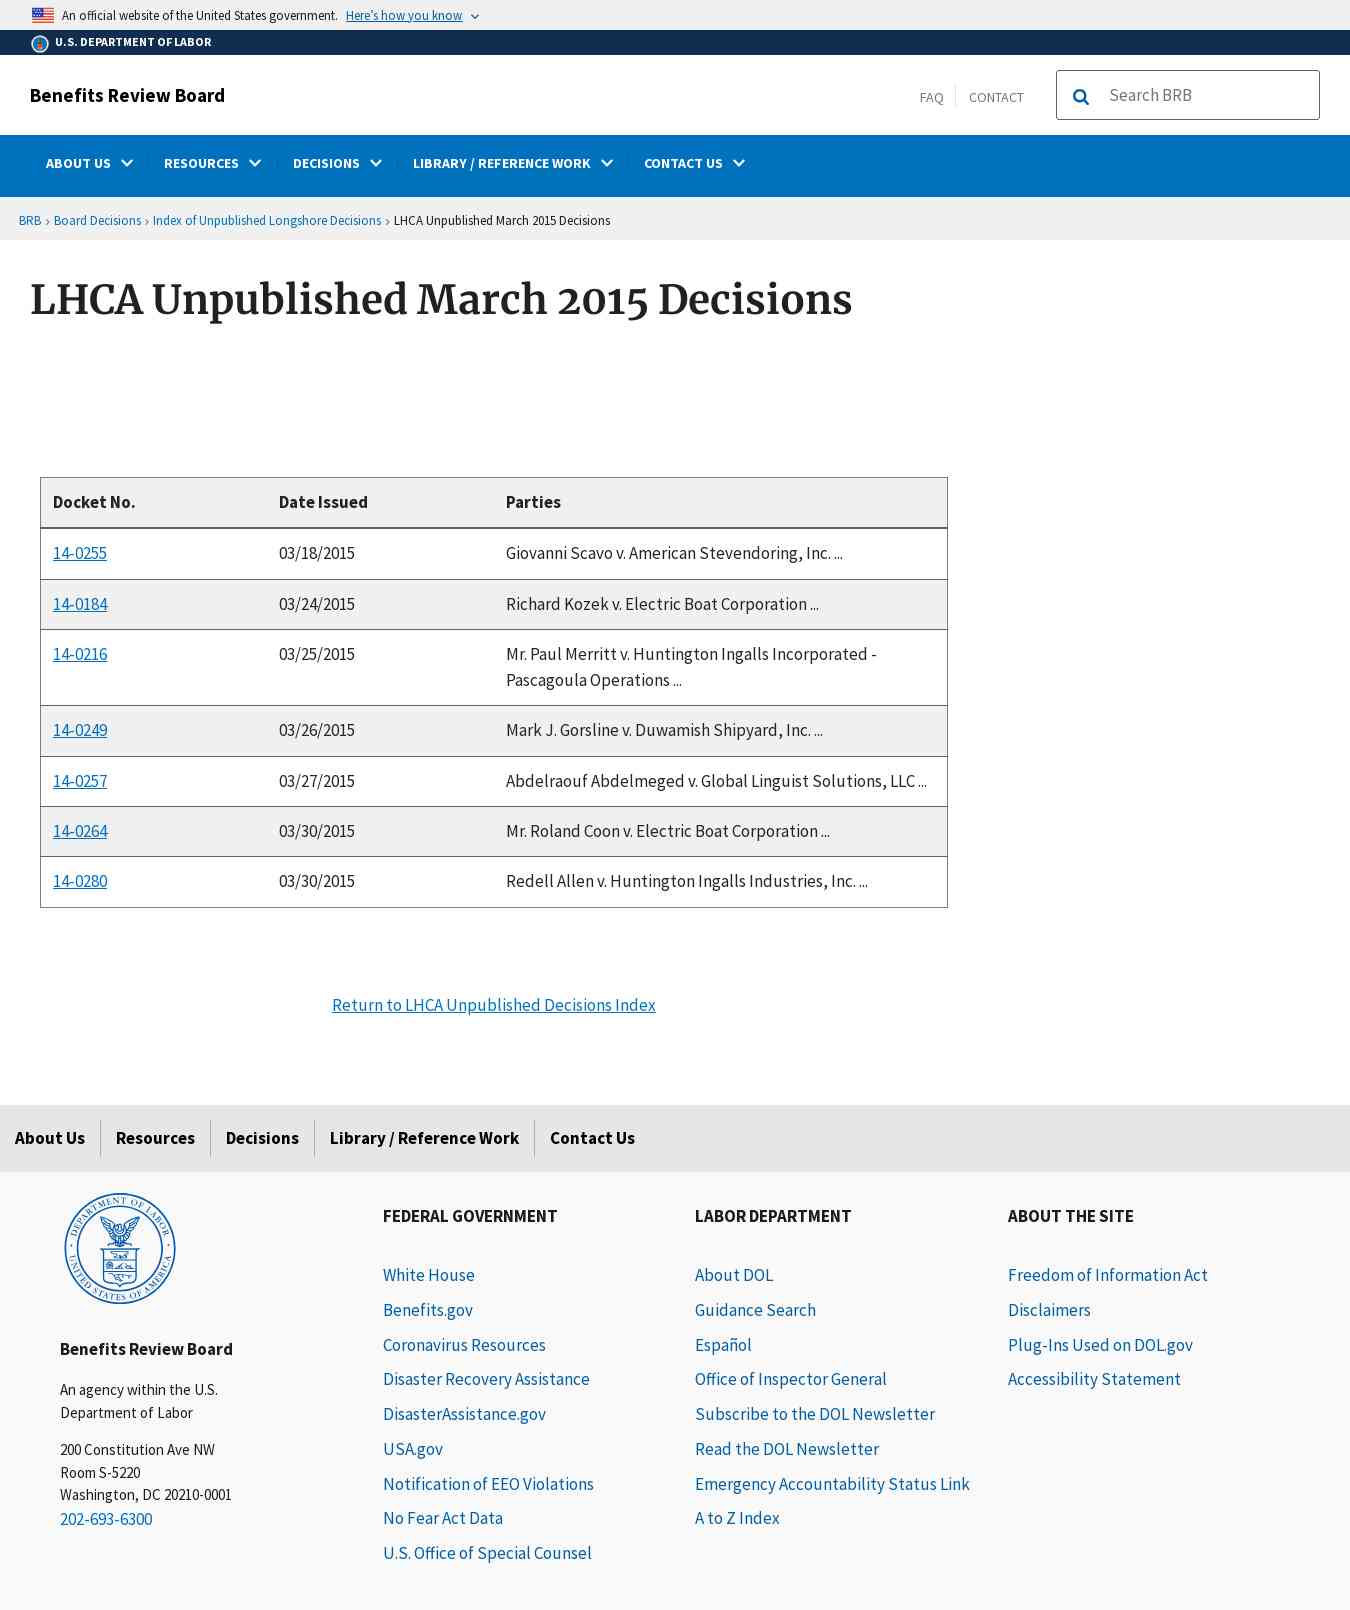 An official website of the United States government. Here's how you know
U.S. DEPARTMENT OF LABOR
Benefits Review Board
FAQ CONTACT Search BRB
ABOUT US RESOURCES DECISIONS LIBRARY / REFERENCE WORK CONTACT US
BRB › Board Decisions › Index of Unpublished Longshore Decisions › LHCA Unpublished March 2015 Decisions
LHCA Unpublished March 2015 Decisions
Docket No. Date Issued Parties
14-0255 03/18/2015 Giovanni Scavo v. American Stevendoring, Inc. ...
14-0184 03/24/2015 Richard Kozek v. Electric Boat Corporation ...
14-0216 03/25/2015 Mr. Paul Merritt v. Huntington Ingalls Incorporated -
Pascagoula Operations ...
14-0249 03/26/2015 Mark J. Gorsline v. Duwamish Shipyard, Inc. ...
14-0257 03/27/2015 Abdelraouf Abdelmeged v. Global Linguist Solutions, LLC ...
14-0264 03/30/2015 Mr. Roland Coon v. Electric Boat Corporation ...
14-0280 03/30/2015 Redell Allen v. Huntington Ingalls Industries, Inc. ...
Return to LHCA Unpublished Decisions Index
About Us Resources Decisions Library / Reference Work Contact Us
DEPARTMENT OF LABOR
UNITED STATES OF AMERICA
Benefits Review Board
An agency within the U.S.
Department of Labor
200 Constitution Ave NW
Room S-5220
Washington, DC 20210-0001
202-693-6300
FEDERAL GOVERNMENT
White House
Benefits.gov
Coronavirus Resources
Disaster Recovery Assistance
DisasterAssistance.gov
USA.gov
Notification of EEO Violations
No Fear Act Data
U.S. Office of Special Counsel
LABOR DEPARTMENT
About DOL
Guidance Search
Español
Office of Inspector General
Subscribe to the DOL Newsletter
Read the DOL Newsletter
Emergency Accountability Status Link
A to Z Index
ABOUT THE SITE
Freedom of Information Act
Disclaimers
Plug-Ins Used on DOL.gov
Accessibility Statement